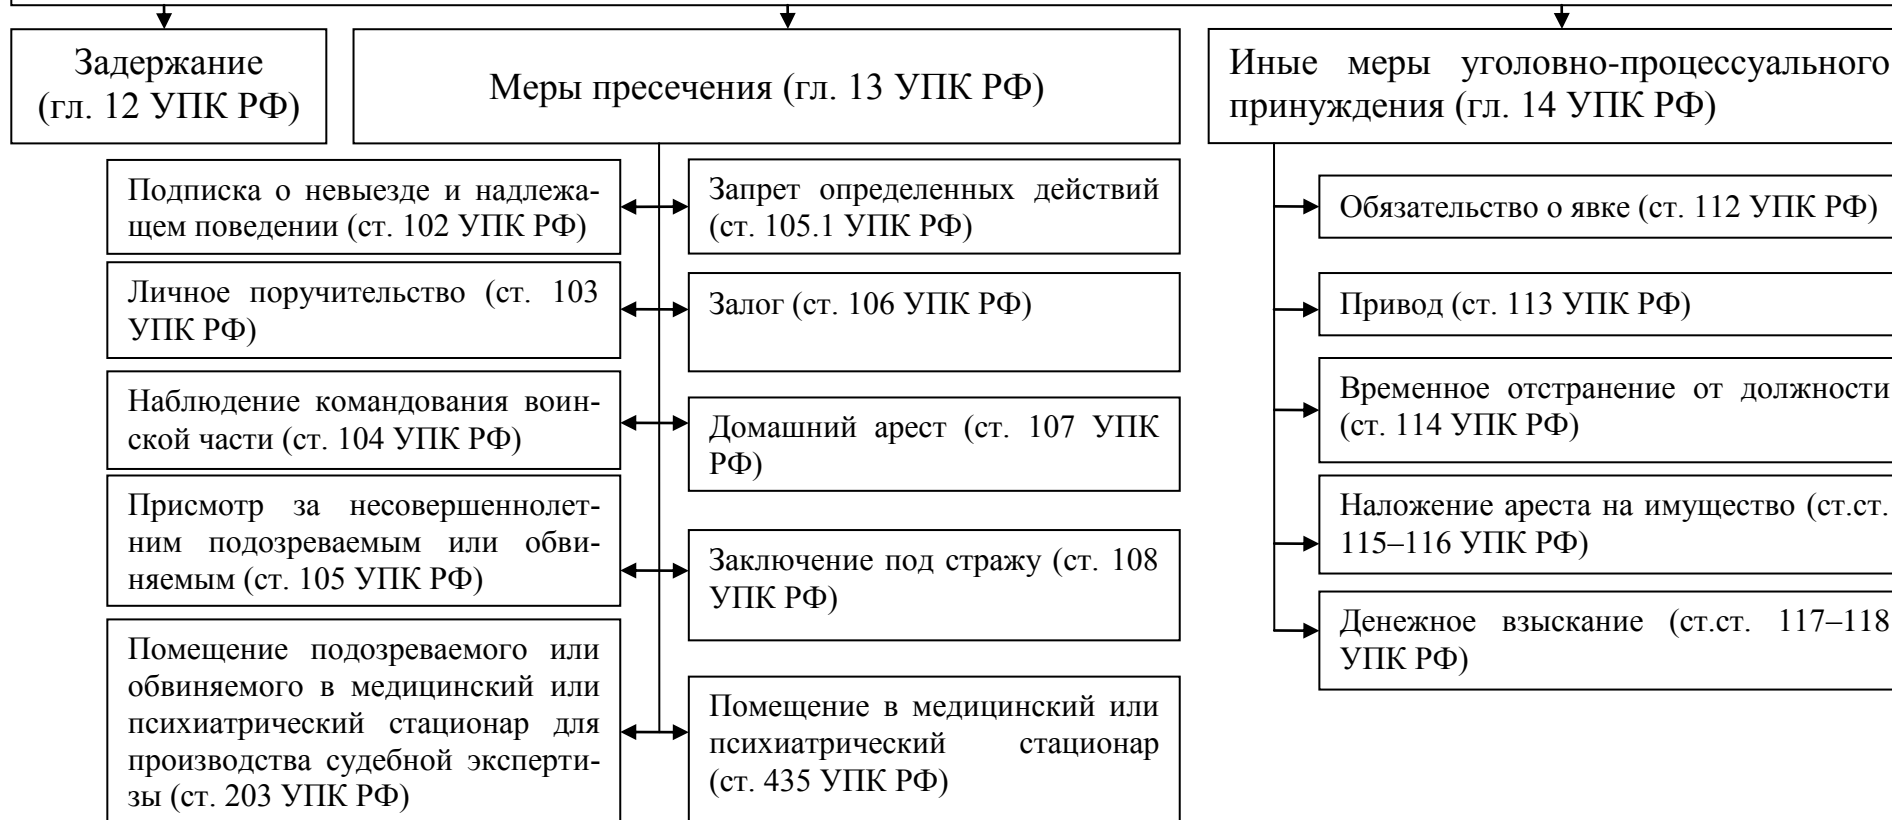 Задержание
(гл. 12 УПК РФ)
Меры пресечения (гл. 13 УПК РФ)
Иные меры уголовно-процессуального
принуждения (гл. 14 УПК РФ)
Подписка о невыезде и надлежа-
щем поведении (ст. 102 УПК РФ)
Запрет определенных действий
(ст. 105.1 УПК РФ)
Обязательство о явке (ст. 112 УПК РФ)
Личное поручительство (ст. 103
УПК РФ)
Залог (ст. 106 УПК РФ)
Привод (ст. 113 УПК РФ)
Наблюдение командования воин-
ской части (ст. 104 УПК РФ)
Домашний арест (ст. 107 УПК
РФ)
Временное отстранение от должности
(ст. 114 УПК РФ)
Присмотр за несовершеннолет-
ним подозреваемым или обви-
няемым (ст. 105 УПК РФ)
Заключение под стражу (ст. 108
УПК РФ)
Наложение ареста на имущество (ст.ст.
115–116 УПК РФ)
Помещение подозреваемого или
обвиняемого в медицинский или
психиатрический стационар для
производства судебной эксперти-
зы (ст. 203 УПК РФ)
Помещение в медицинский или
психиатрический стационар
(ст. 435 УПК РФ)
Денежное взыскание (ст.ст. 117–118
УПК РФ)